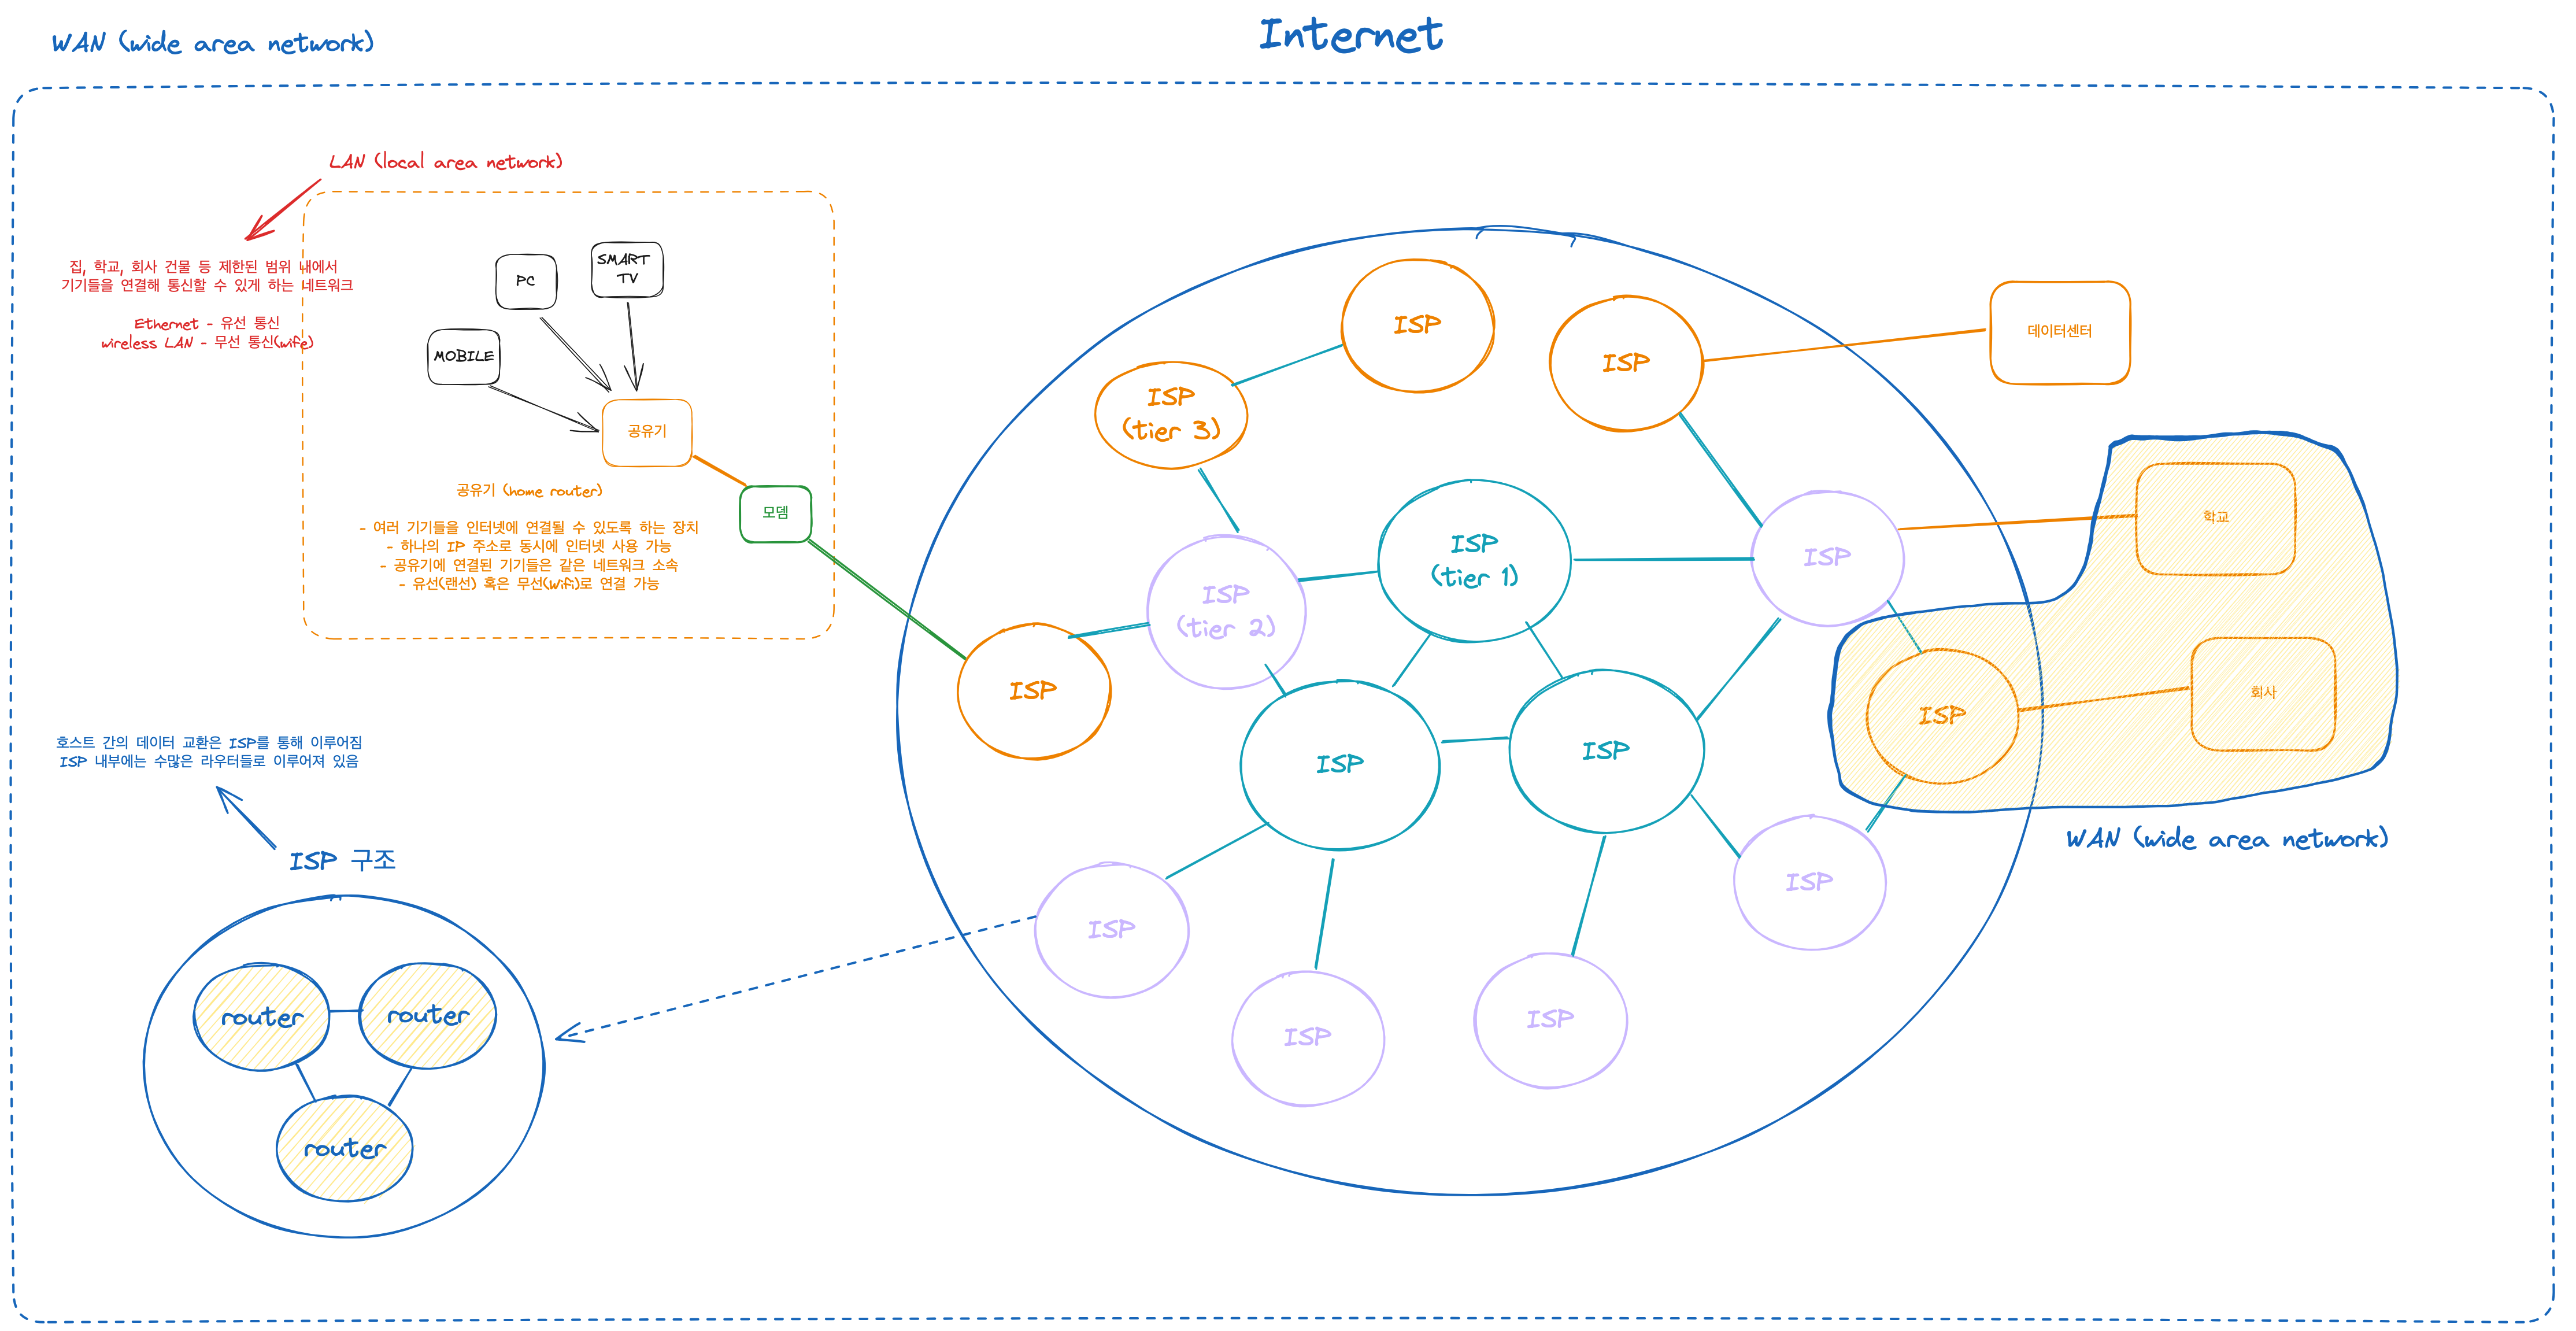 Internet
WAN (wide area network)
LAN (local area network)
집, 학교, 회사 건물 등 제한된 범위 내에서
기기들을 연결해 통신할 수 있게 하는 네트워크
Ethernet - 유선 통신
wireless LAN - 무선 통신(wife)
PC
SMART
TV
MOBILE
공유기
모뎀
공유기 (home router)
- 여러 기기들을 인터넷에 연결될 수 있도록 하는 장치
- 하나의 IP 주소로 동시에 인터넷 사용 가능
- 공유기에 연결된 기기들은 같은 네트워크 소속
- 유선(랜선) 혹은 무선(Wifi)로 연결 가능
ISP
ISP
ISP
(tier 3)
데이터센터
ISP
(tier 1)
ISP
ISP
(tier 2)
학교
ISP
ISP
ISP
ISP
회사
WAN (wide area network)
ISP
ISP
ISP
ISP
호스트 간의 데이터 교환은 ISP를 통해 이루어짐
ISP 내부에는 수많은 라우터들로 이루어져 있음
ISP 구조
router
router
router